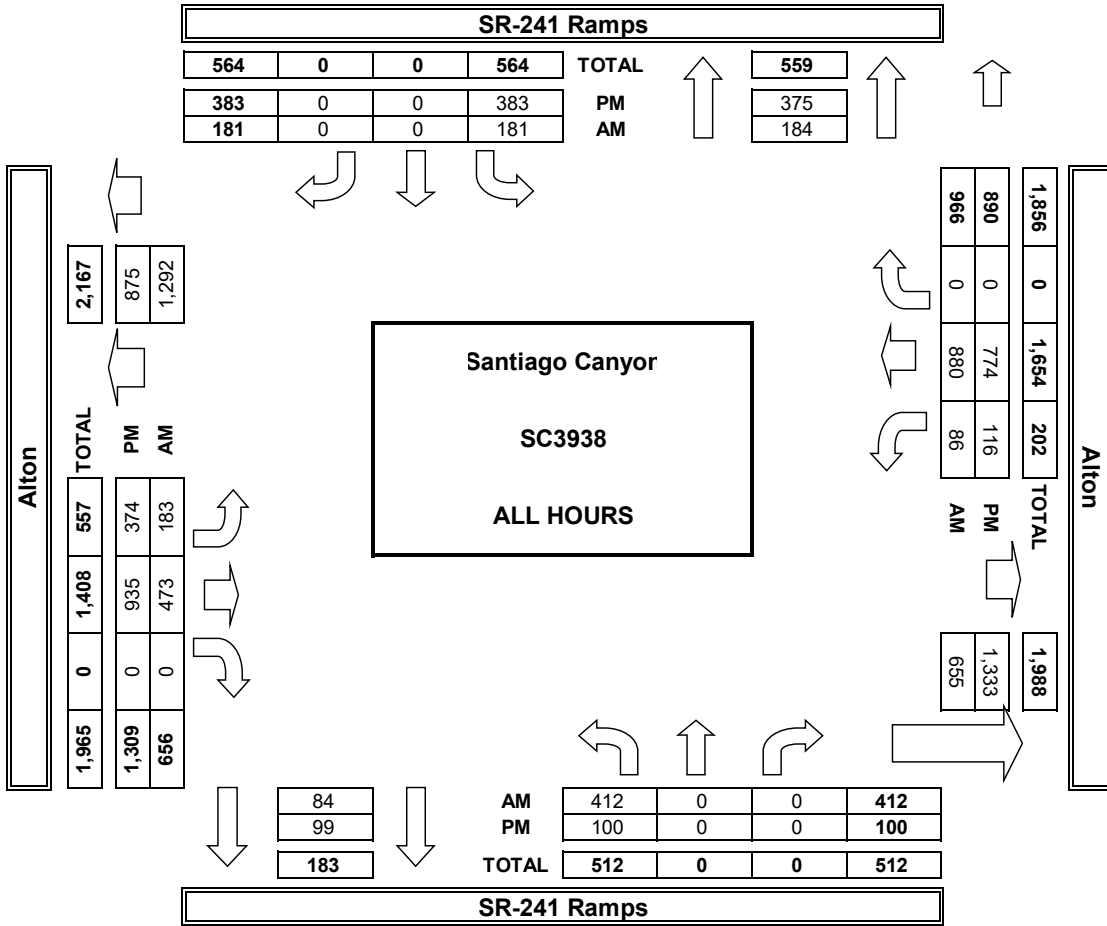 SR-241 Ramps
564 0 0 564 TOTAL 559
383 0 0 383 PM 375
181 0 0 181 AM 184
Alton
2,167
875
1,292
TOTAL
PM
AM
557 1,408 0 1,965
374 935 0 1,309
183 473 0 656
Santiago Canyor
SC3938
ALL HOURS
1,856 0 1,654 202 TOTAL
890 0 774 116 PM
966 0 880 86 AM
1,988
1,333
655
Alton
84 AM 412 0 0 412
99 PM 100 0 0 100
183 TOTAL 512 0 0 512
SR-241 Ramps